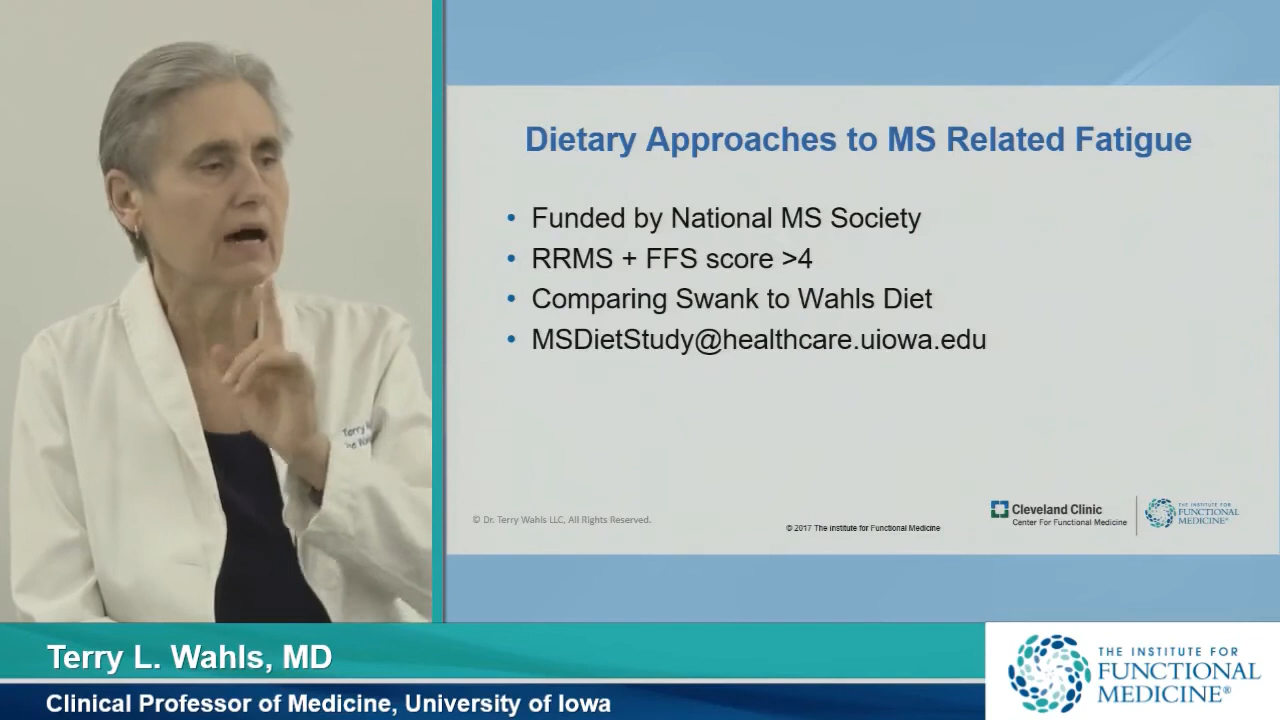 Dietary Approaches to MS Related Fatigue
• Funded by National MS Society
• RRMS + FFS score >4
• Comparing Swank to Wahls Diet
• MSDietStudy@healthcare.uiowa.edu
Terry
© Dr. Terry Wahls LLC, All Rights Reserved.
© 2017 The Institute for Functional Medicine
Cleveland Clinic
Center For Functional Medicine
THE INSTITUTE FOR
FUNCTIONAL
MEDICINE®
Terry L. Wahls, MD
Clinical Professor of Medicine, University of Iowa
THE INSTITUTE FOR
FUNCTIONAL
MEDICINE®